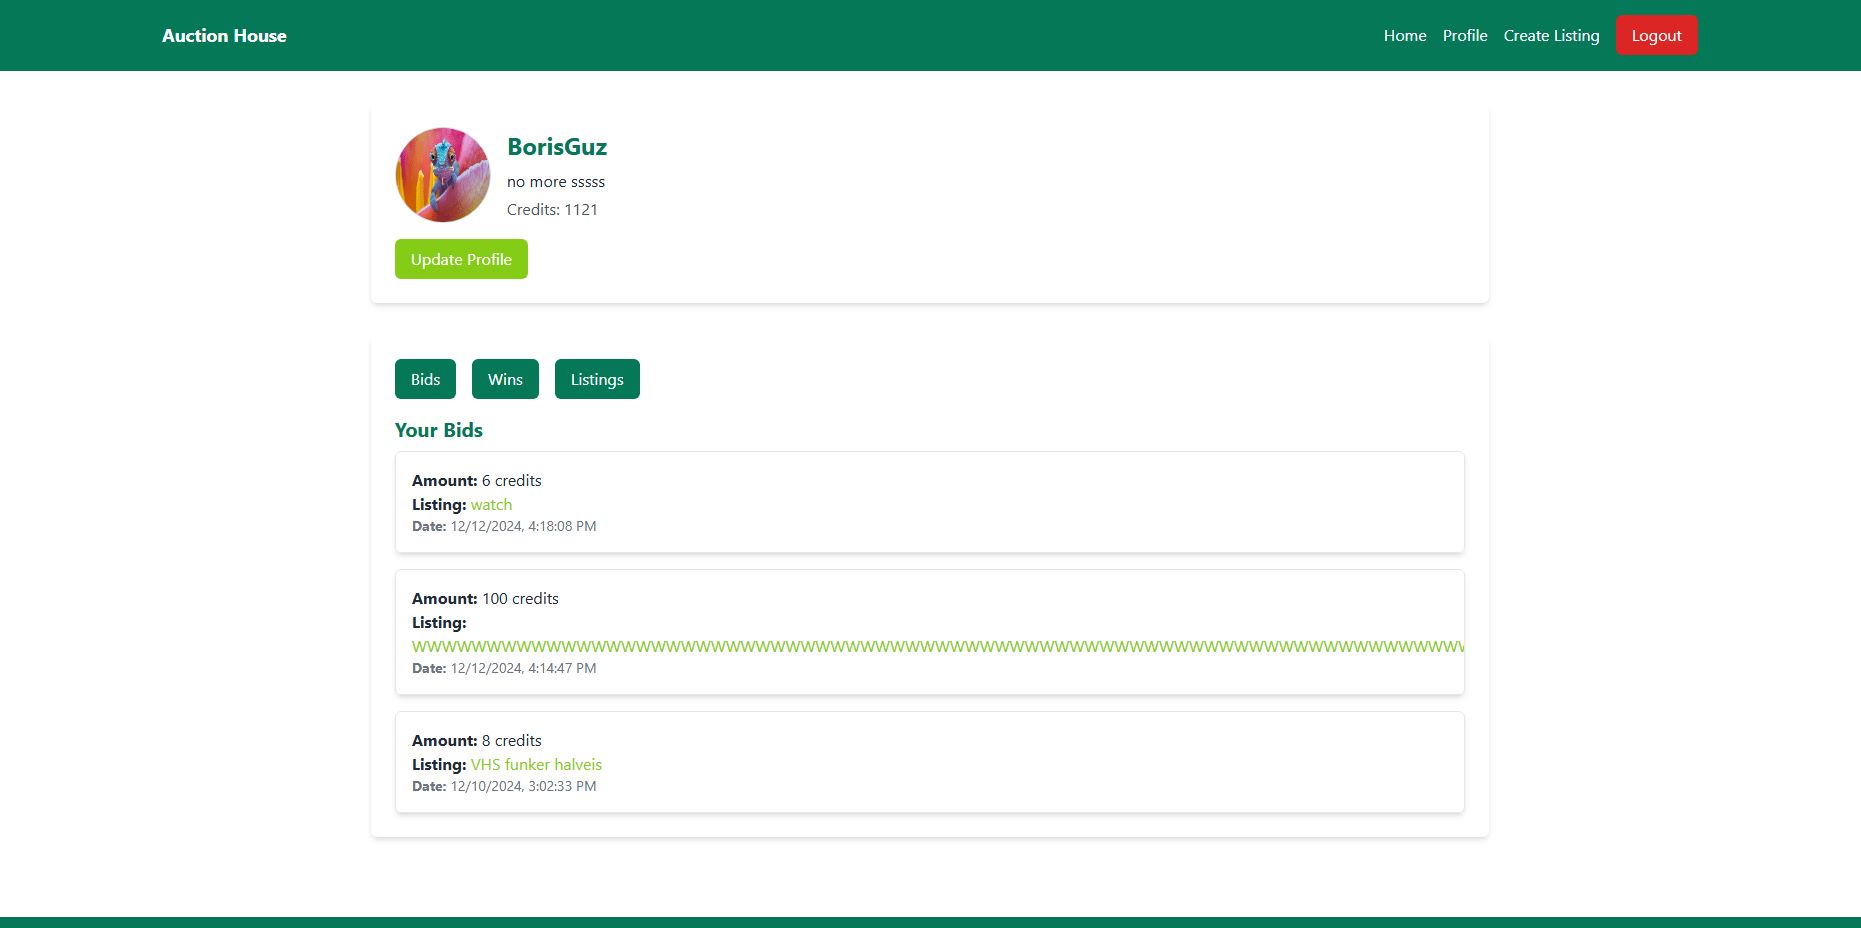 Auction House
Home Profile Create Listing Logout
BorisGuz
no more sssss
Credits: 1121
Update Profile
Bids Wins Listings
Your Bids
Amount: 6 credits
Listing: watch
Date: 12/12/2024, 4:18:08 PM
Amount: 100 credits
Listing:
WWWWWWWWWWWWWWWWWWWWWWWWWWWWWWWWWWWWWWWWWWWWWWWWWWWWWWWWWWWWWWWWWWWWWWW
Date: 12/12/2024, 4:14:47 PM
Amount: 8 credits
Listing: VHS funker halveis
Date: 12/10/2024, 3:02:33 PM